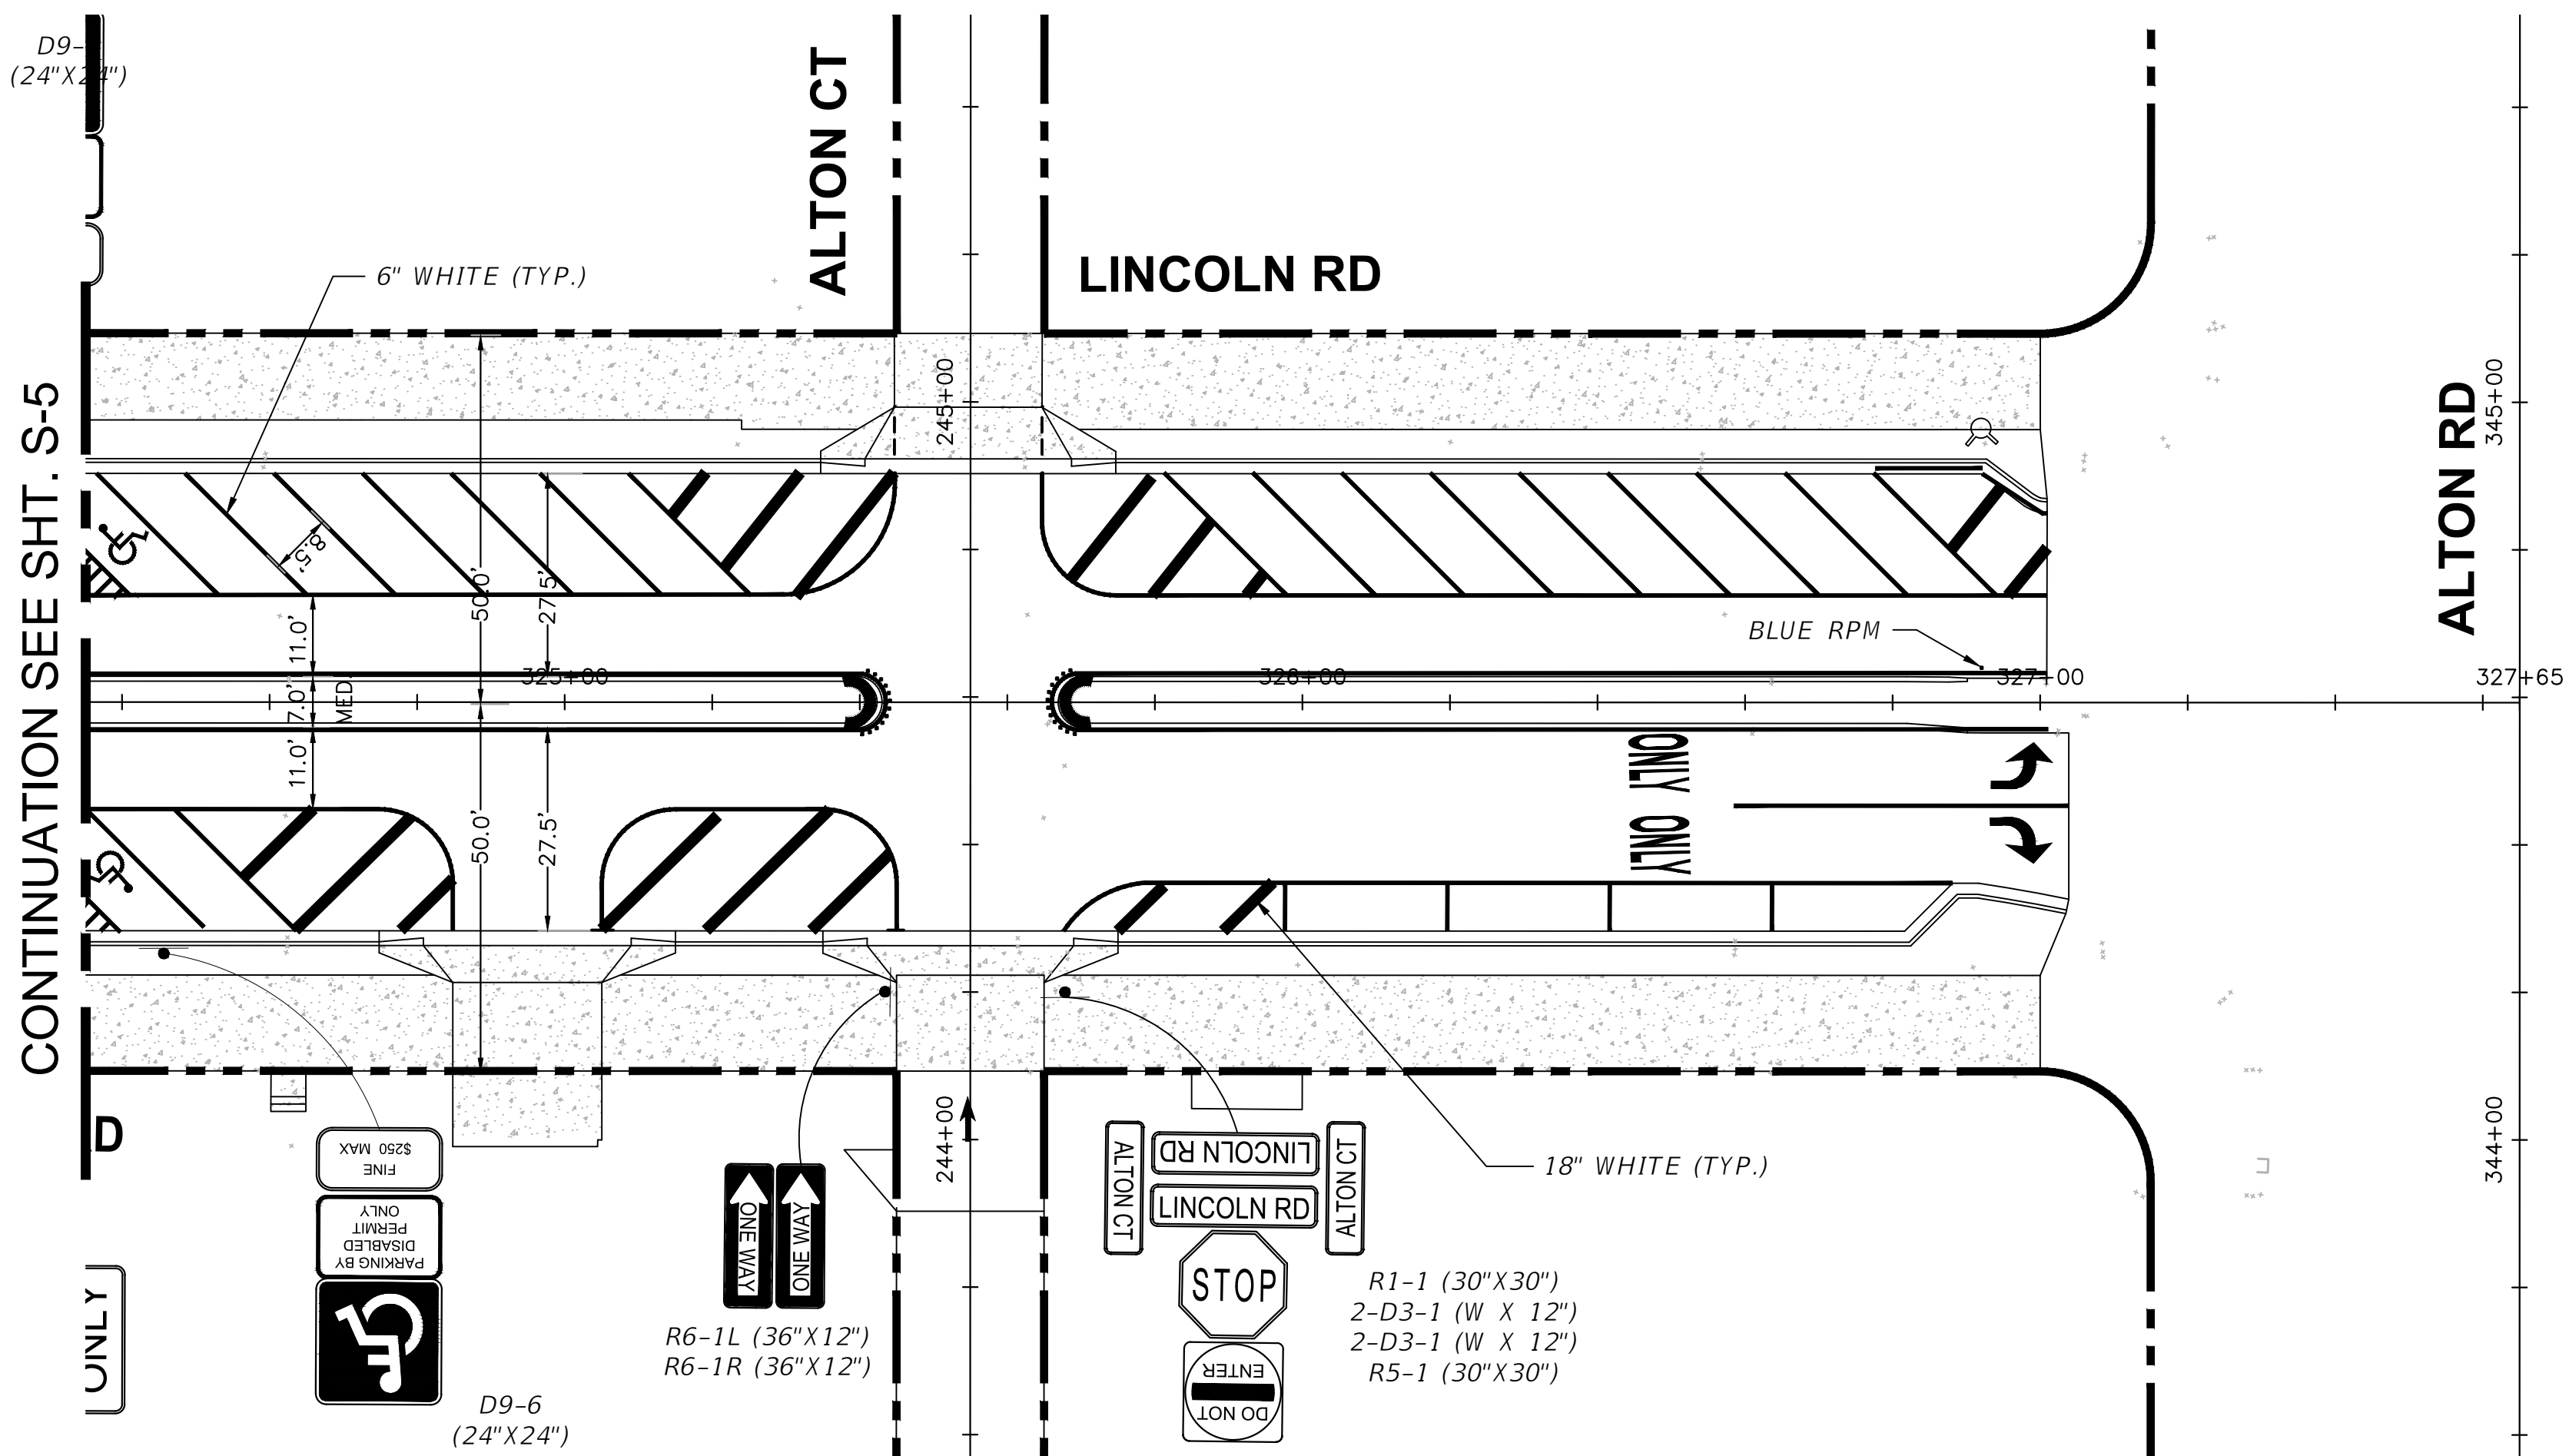 D9-
(24"X24")
ALTON CT
LINCOLN RD
6" WHITE (TYP.)
CONTINUATION SEE SHT. S-5
245+00
345+00
ALTON RD
8.5'
50.0'
27.5'
11.0'
BLUE RPM
325+00
326+00
327+00
327+65
7.0'
MED.
11.0'
50.0'
27.5'
ONLY
ONLY
244+00
344+00
D
18" WHITE (TYP.)
FINE
$250 MAX
PARKING BY
DISABLED
PERMIT
ONLY
ONLY
D9-6
(24"X24")
ONE WAY
ONE WAY
R6-1L (36"X12")
R6-1R (36"X12")
ALTON CT
LINCOLN RD
LINCOLN RD
ALTON CT
STOP
DO NOT
ENTER
R1-1 (30"X30")
2-D3-1 (W X 12")
2-D3-1 (W X 12")
R5-1 (30"X30")